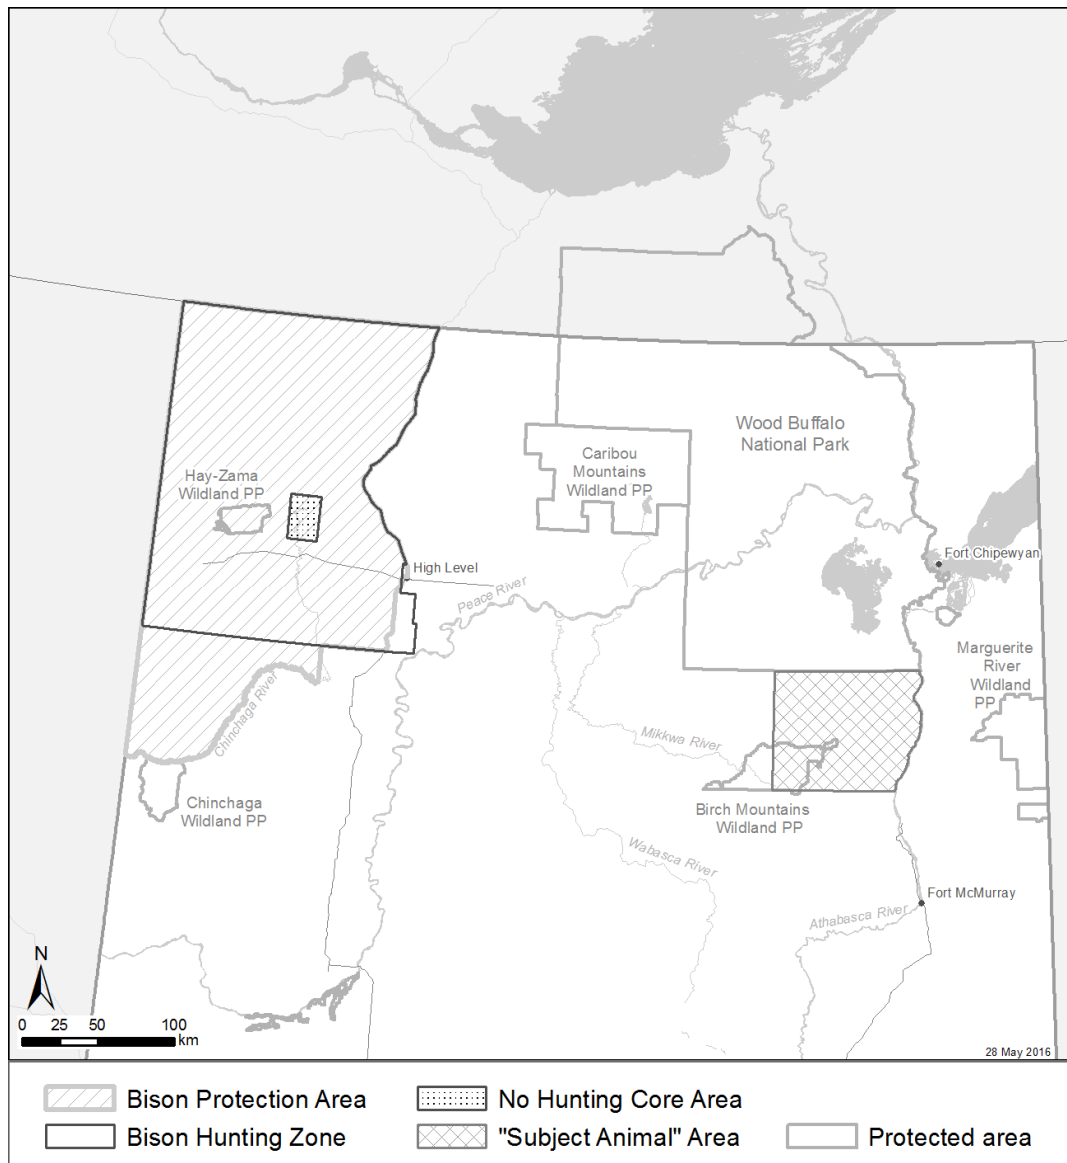 Wood Buffalo
National Park
Caribou
Mountains
Wildland PP
Hay-Zama
Wildland PP
High Level
Fort Chipewyan
Peace River
Marguerite
River
Wildland
PP
Chinchaga River
Mikkwa River
Chinchaga
Wildland PP
Birch Mountains
Wildland PP
Wabasca River
Fort McMurray
Athabasca River
N
0 25 50 100
km
28 May 2016
Bison Protection Area
No Hunting Core Area
Bison Hunting Zone
"Subject Animal" Area
Protected area